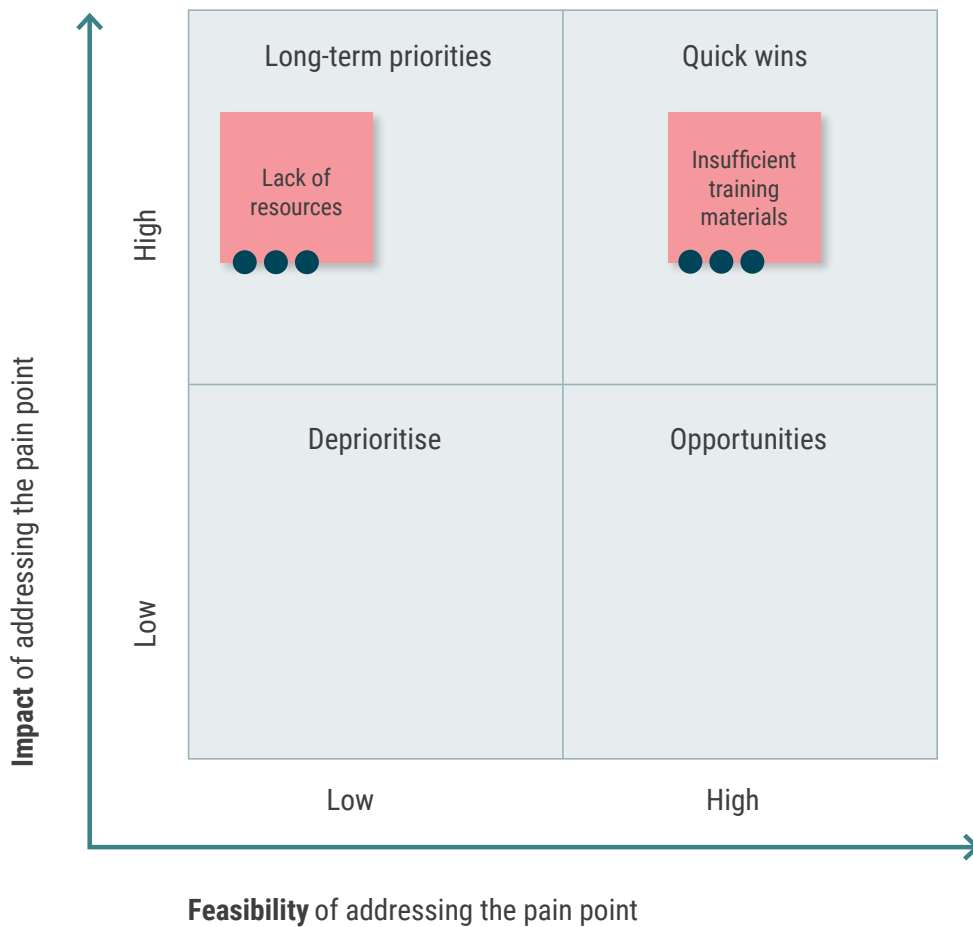 Long-term priorities
Quick wins
Lack of
resources
Insufficient
training
materials
High
Deprioritise
Opportunities
Low
Impact of addressing the pain point
Low
High
Feasibility of addressing the pain point